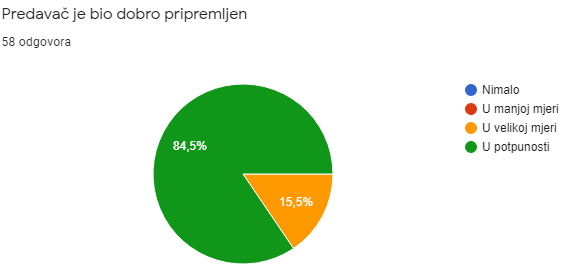 Predavač je bio dobro pripremljen
58 odgovora
84,5%
15,5%
Nimalo
U manjoj mjeri
U velikoj mjeri
U potpunosti